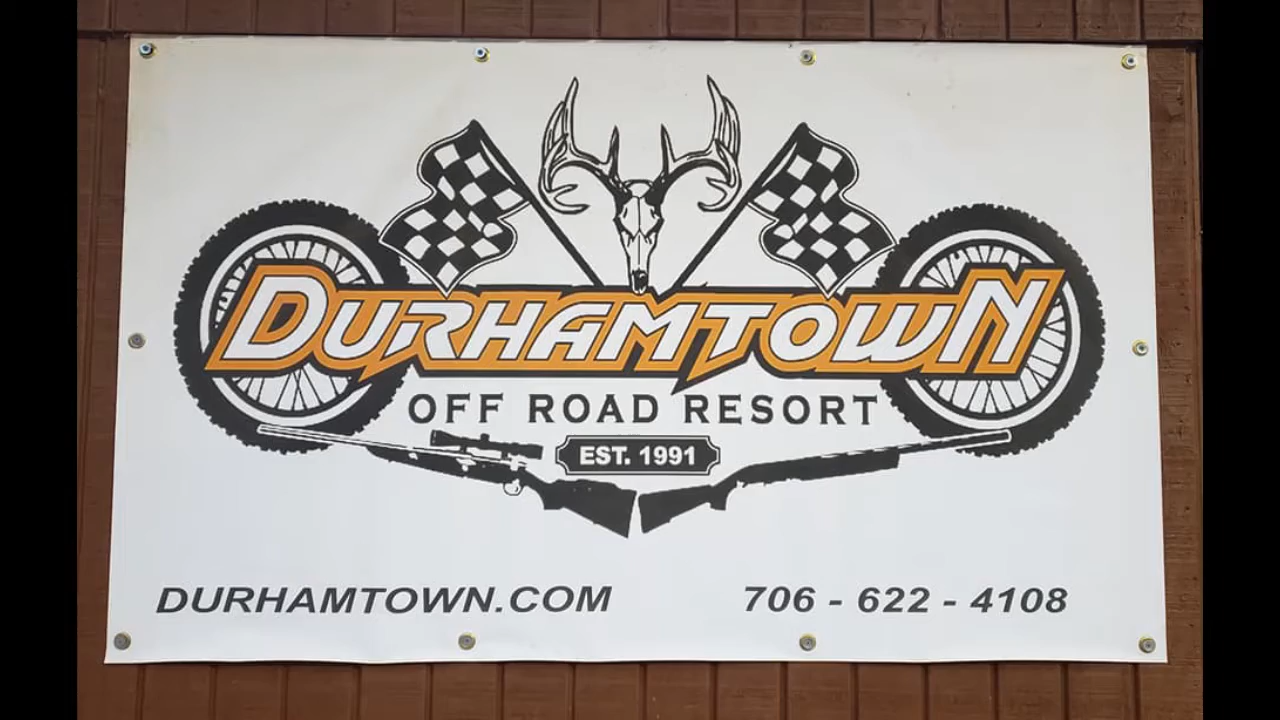 DURHAMTOWN
OFF ROAD RESORT
EST. 1991
DURHAMTOWN.COM 706 - 622 - 4108